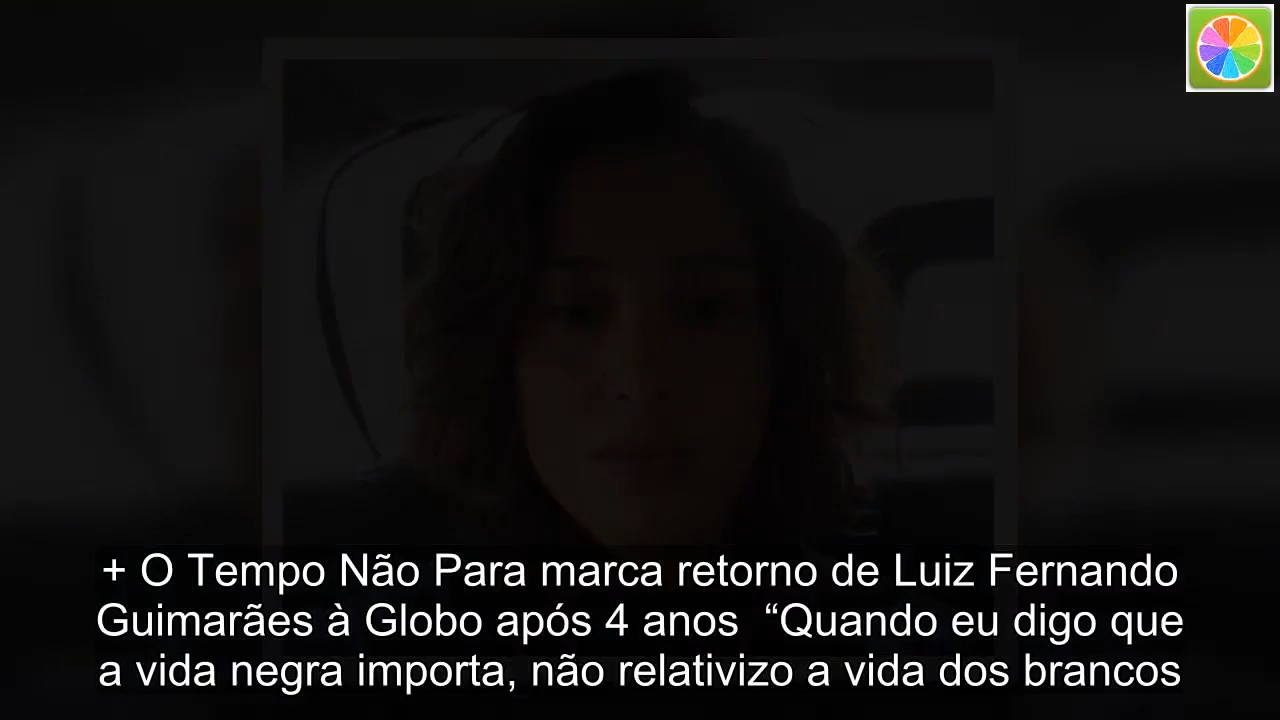 + O Tempo Não Para marca retorno de Luiz Fernando
Guimarães à Globo após 4 anos  “Quando eu digo que
a vida negra importa, não relativizo a vida dos brancos